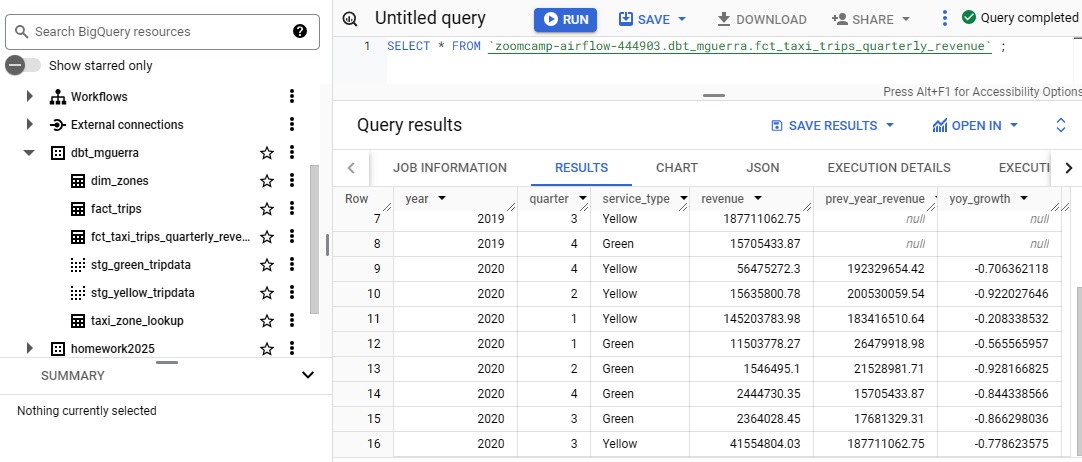 Search BigQuery resources
Show starred only
Workflows
External connections
dbt_mguerra
dim_zones
fact_trips
fct_taxi_trips_quarterly_reve...
stg_green_tripdata
stg_yellow_tripdata
taxi_zone_lookup
homework2025
SUMMARY
Nothing currently selected
Untitled query RUN SAVE DOWNLOAD SHARE Query completed
1 SELECT * FROM `zoomcamp-airflow-444903.dbt_mguerra.fct_taxi_trips_quarterly_revenue` ;
Press Alt+F1 for Accessibility Options
Query results SAVE RESULTS OPEN IN
JOB INFORMATION RESULTS CHART JSON EXECUTION DETAILS EXECUTI
Row year quarter service_type revenue prev_year_revenue yoy_growth
7 2019 3 Yellow 187711062.75 null null
8 2019 4 Green 15705433.87 null null
9 2020 4 Yellow 56475272.3 192329654.42 -0.706362118
10 2020 2 Yellow 15635800.78 200530059.54 -0.922027646
11 2020 1 Yellow 145203783.98 183416510.64 -0.208338532
12 2020 1 Green 11503778.27 26479918.98 -0.565565957
13 2020 2 Green 1546495.1 21528981.71 -0.928166825
14 2020 4 Green 2444730.35 15705433.87 -0.844338566
15 2020 3 Green 2364028.45 17681329.31 -0.866298036
16 2020 3 Yellow 41554804.03 187711062.75 -0.778623575